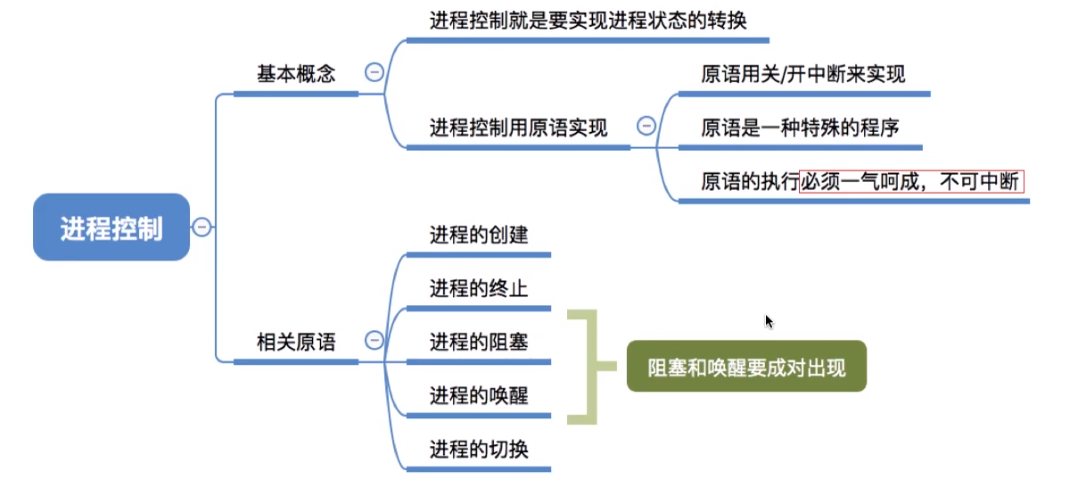 进程控制就是要实现进程状态的转换
基本概念
原语用关/开中断来实现
进程控制用原语实现
原语是一种特殊的程序
原语的执行必须一气呵成，不可中断
进程控制
进程的创建
进程的终止
相关原语
进程的阻塞
阻塞和唤醒要成对出现
进程的唤醒
进程的切换